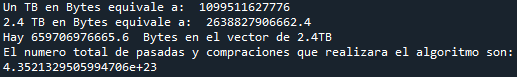 Un TB en Bytes equivale a:  1099511627776
2.4 TB en Bytes equivale a:  2638827906662.4
Hay 659706976665.6  Bytes en el vector de 2.4TB
El numero total de pasadas y compraciones que realizara el algoritmo son:
4.3521329505994706e+23